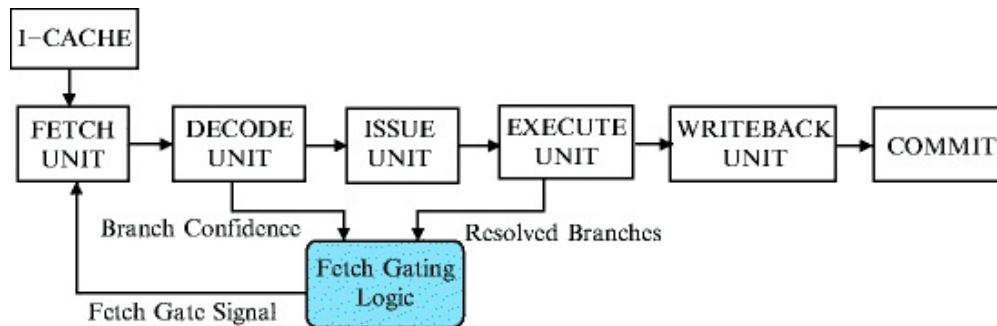 I-CACHE
FETCH
UNIT
DECODE
UNIT
ISSUE
UNIT
EXECUTE
UNIT
WRITEBACK
UNIT
COMMIT
Branch Confidence
Resolved Branches
Fetch Gating
Logic
Fetch Gate Signal